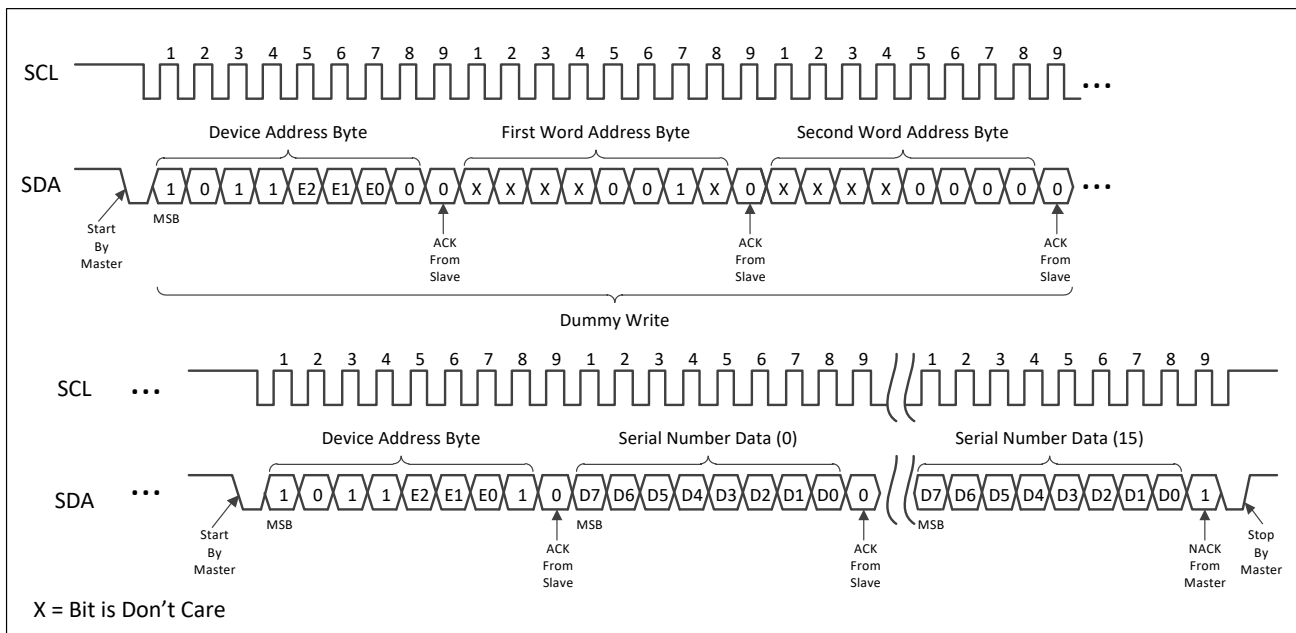 1 2 3 4 5 6 7 8 9 1 2 3 4 5 6 7 8 9 1 2 3 4 5 6 7 8 9
SCL
...
Device Address Byte First Word Address Byte Second Word Address Byte
SDA
1 0 1 1 E2 E1 E0 0 0 X X X X 0 0 1 X 0 X X X X 0 0 0 0 0
...
MSB
Start
By
Master
ACK
From
Slave
ACK
From
Slave
ACK
From
Slave
Dummy Write
1 2 3 4 5 6 7 8 9 1 2 3 4 5 6 7 8 9 1 2 3 4 5 6 7 8 9
SCL
...
Device Address Byte Serial Number Data (0) Serial Number Data (15)
SDA
...
1 0 1 1 E2 E1 E0 1 0 D7 D6 D5 D4 D3 D2 D1 D0 0 D7 D6 D5 D4 D3 D2 D1 D0 1
MSB MSB MSB
Start
By
Master
ACK
From
Slave
ACK
From
Slave
NACK
From
Master
Stop
By
Master
X = Bit is Don’t Care